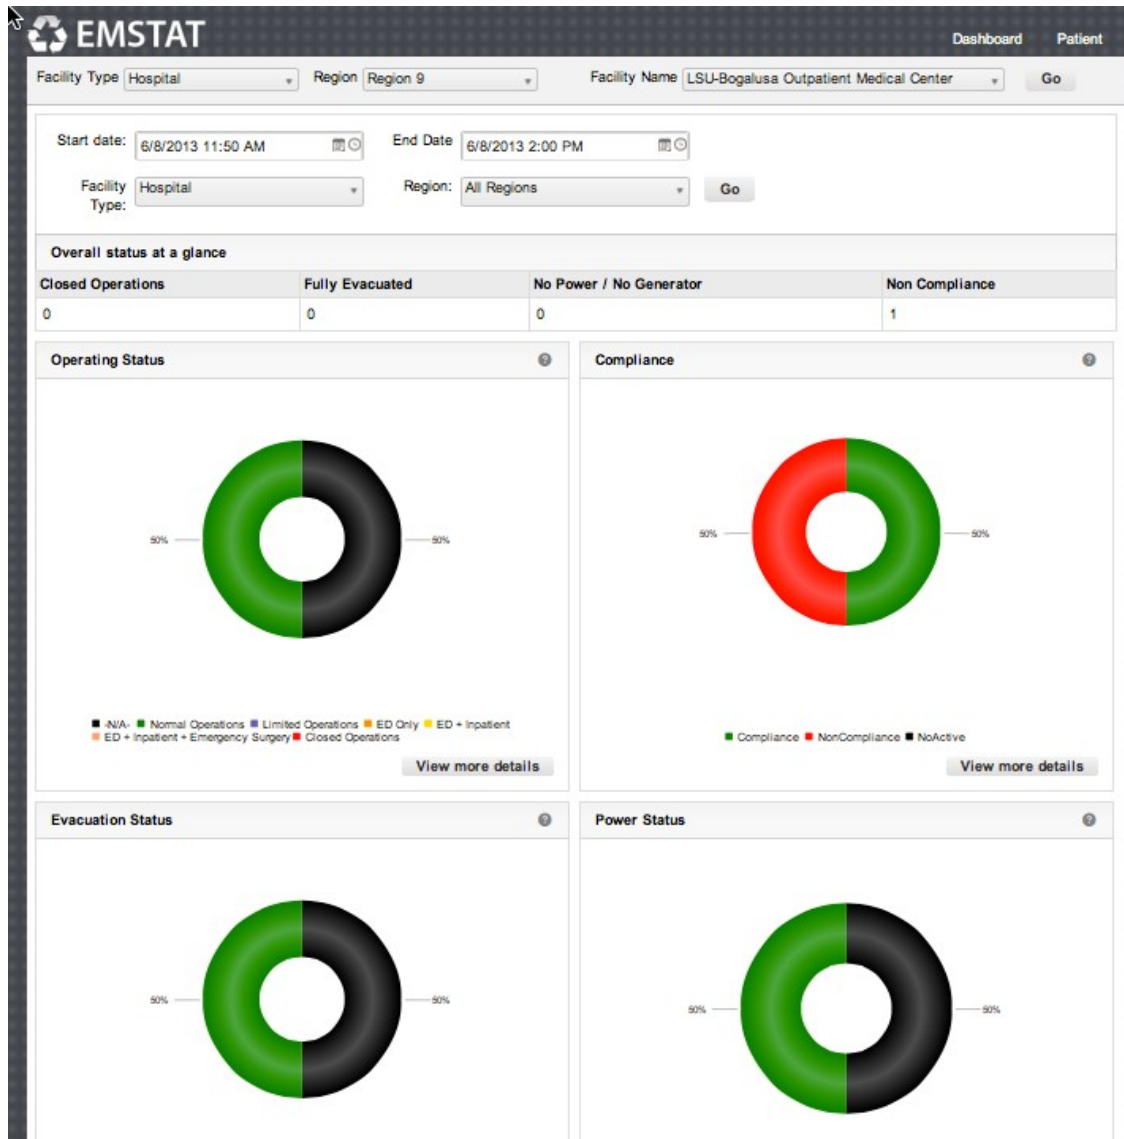 EMSTAT
Dashboard Patient
Facility Type Hospital Region Region 9 Facility Name LSU-Bogalusa Outpatient Medical Center Go
Start date: 6/8/2013 11:50 AM End Date 6/8/2013 2:00 PM
Facility Type: Hospital Region: All Regions Go
Overall status at a glance
Closed Operations Fully Evacuated No Power / No Generator Non Compliance
0 0 0 1
Operating Status
50% 50%
-N/A- Normal Operations Limited Operations ED Only ED + Inpatient
ED + Inpatient + Emergency Surgery Closed Operations
View more details
Compliance
50% 50%
Compliance NonCompliance NoActive
View more details
Evacuation Status
50% 50%
Power Status
50% 50%